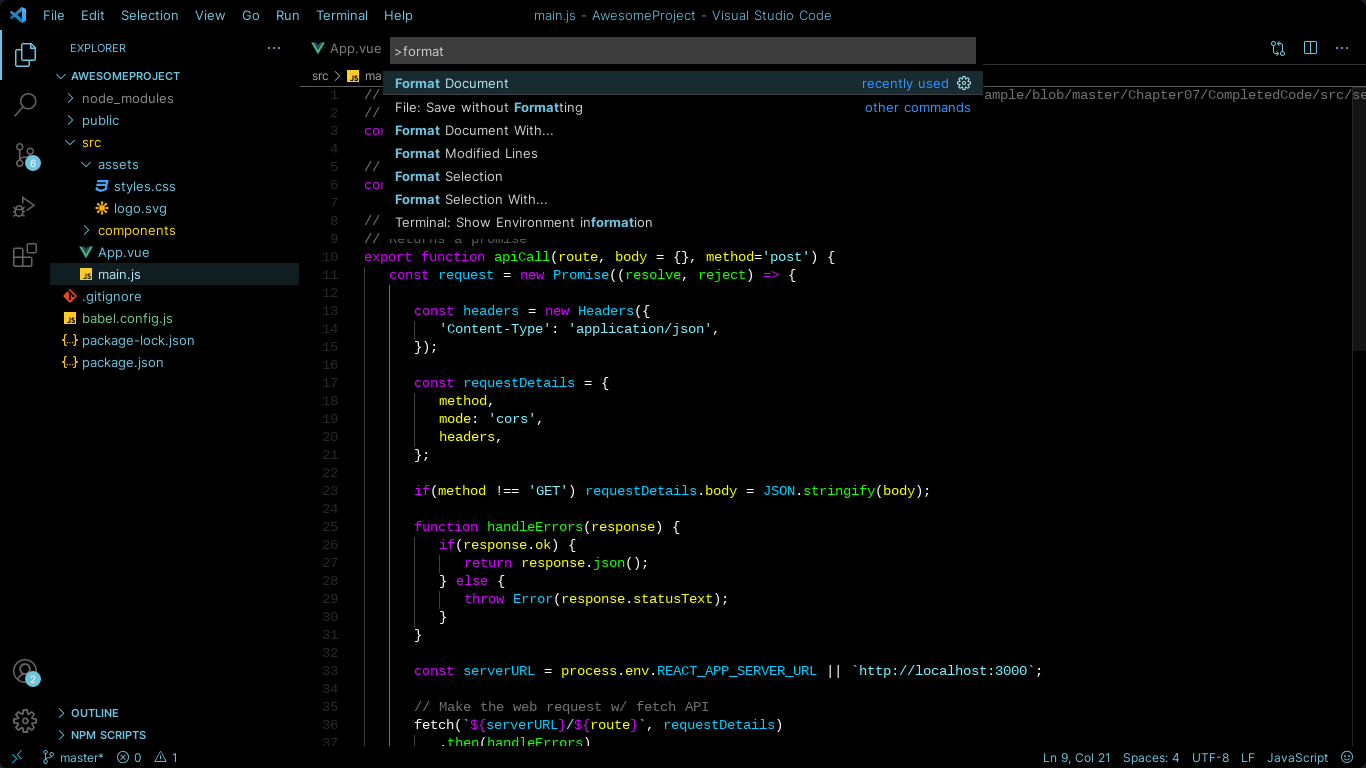 File Edit Selection View Go Run Terminal Help
main.js - AwesomeProject - Visual Studio Code
EXPLORER
AWESOMEPROJECT
node_modules
public
src
assets
styles.css
logo.svg
components
App.vue
main.js
.gitignore
babel.config.js
package-lock.json
package.json
OUTLINE
NPM SCRIPTS
6
2
App.vue
>format
src
JS
Format Document recently used
File: Save without Formatting other commands
Format Document With...
Format Modified Lines
Format Selection
Format Selection With...
Terminal: Show Environment information
1 // ample/blob/master/Chapter07/CompletedCode/src/se
2 //
3
4
5 //
6
7
8 //
9 // Returns a promise
10 export function apiCall(route, body = {}, method='post') {
11 const request = new Promise((resolve, reject) => {
12
13 const headers = new Headers({
14 'Content-Type': 'application/json',
15 });
16
17 const requestDetails = {
18 method,
19 mode: 'cors',
20 headers,
21 };
22
23 if(method !== 'GET') requestDetails.body = JSON.stringify(body);
24
25 function handleErrors(response) {
26 if(response.ok) {
27 return response.json();
28 } else {
29 throw Error(response.statusText);
30 }
31 }
32
33 const serverURL = process.env.REACT_APP_SERVER_URL || `http://localhost:3000`;
34
35 // Make the web request w/ fetch API
36 fetch(`${serverURL}/${route}`, requestDetails)
37 .then(handleErrors)
master* 0 1
Ln 9, Col 21 Spaces: 4 UTF-8 LF JavaScript